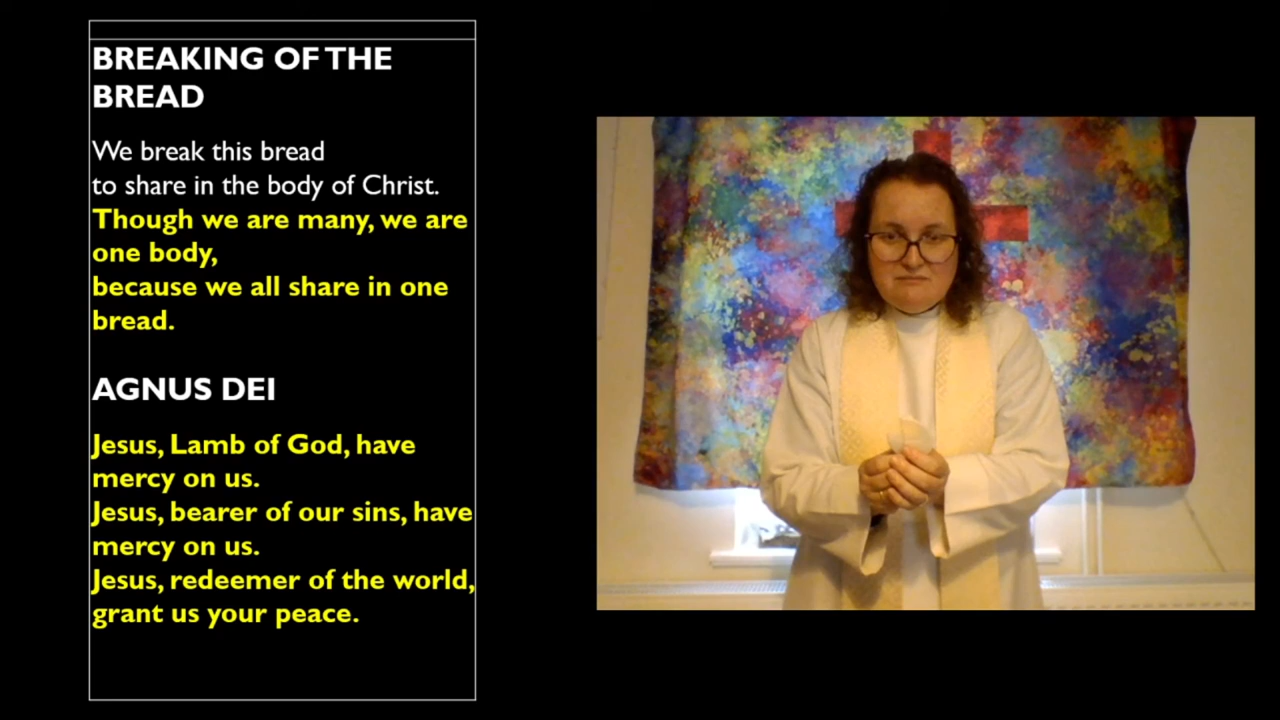 BREAKING OF THE
BREAD
We break this bread
to share in the body of Christ.
Though we are many, we are
one body,
because we all share in one
bread.
AGNUS DEI
Jesus, Lamb of God, have
mercy on us.
Jesus, bearer of our sins, have
mercy on us.
Jesus, redeemer of the world,
grant us your peace.